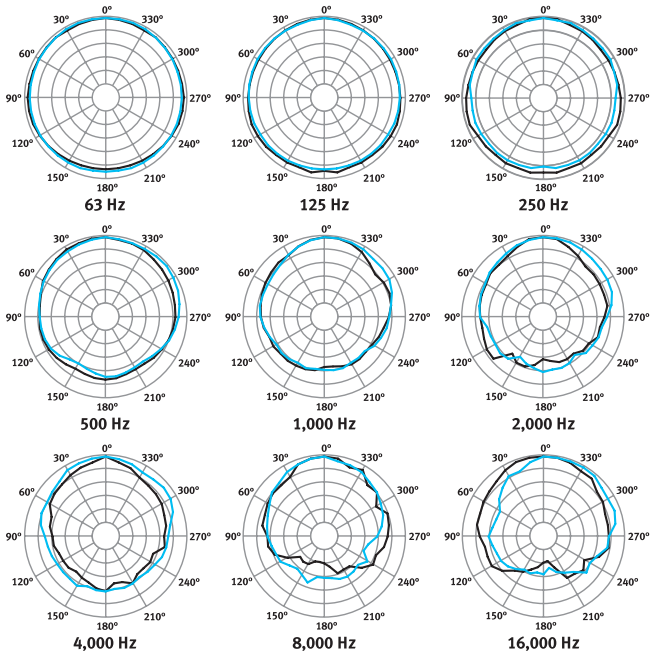 0° 0° 0°
30° 330° 30° 330° 30° 330°
60° 300° 60° 300° 60° 300°
90° 270° 90° 270° 90° 270°
120° 240° 120° 240° 120° 240°
150° 210° 150° 210° 150° 210°
180° 180° 180°
63 Hz 125 Hz 250 Hz
0° 0° 0°
30° 330° 30° 330° 30° 330°
60° 300° 60° 300° 60° 300°
90° 270° 90° 270° 90° 270°
120° 240° 120° 240° 120° 240°
150° 210° 150° 210° 150° 210°
180° 180° 180°
500 Hz 1,000 Hz 2,000 Hz
0° 0° 0°
30° 330° 30° 330° 30° 330°
60° 300° 60° 300° 60° 300°
90° 270° 90° 270° 90° 270°
120° 240° 120° 240° 120° 240°
150° 210° 150° 210° 150° 210°
180° 180° 180°
4,000 Hz 8,000 Hz 16,000 Hz